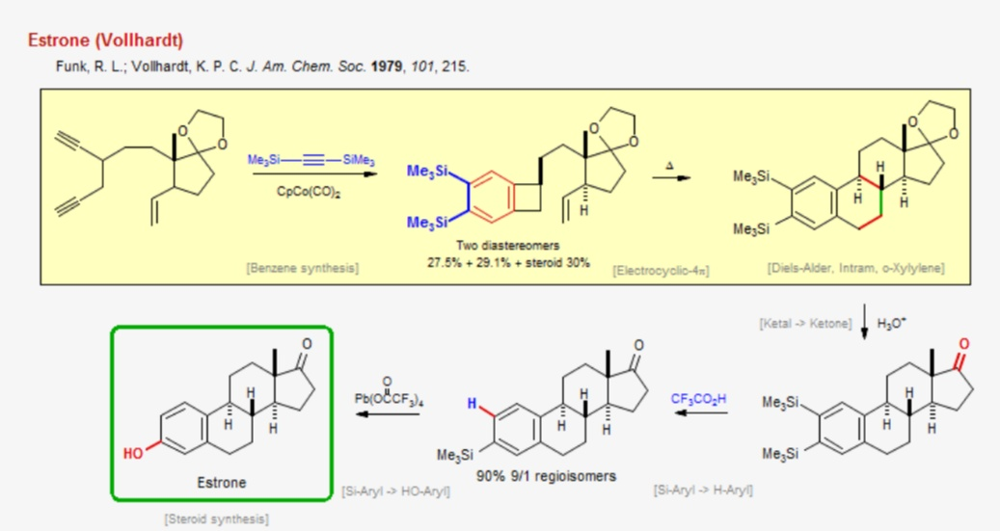 Estrone (Vollhardt)
Funk, R. L.; Vollhardt, K. P. C. J. Am. Chem. Soc. 1979, 101, 215.
O
O
Me₃Si
SiMe₃
CpCo(CO)₂
[Benzene synthesis]
Me₃Si
Me₃Si
O
O
H
Two diastereomers
27.5% + 29.1% + steroid 30%
Δ
[Electrocyclic-4π]
O
O
Me₃Si
Me₃Si
H
H
H
[Diels-Alder, Intram, o-Xylylene]
[Ketal -> Ketone]
H₃O⁺
O
Me₃Si
Me₃Si
H
H
H
CF₃CO₂H
[Si-Aryl -> H-Aryl]
O
H
Me₃Si
H
H
H
90% 9/1 regioisomers
O
Pb(OCCF₃)₄
[Si-Aryl -> HO-Aryl]
O
HO
H
H
H
Estrone
[Steroid synthesis]